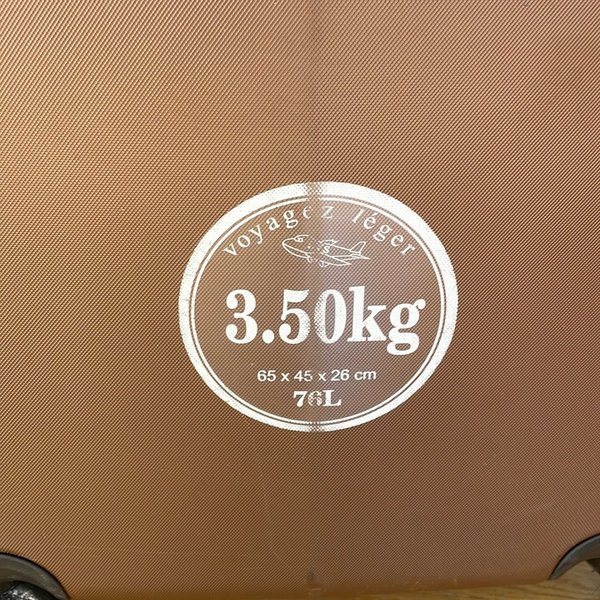 voyagez léger
3.50kg
65 x 45 x 26 cm
76L